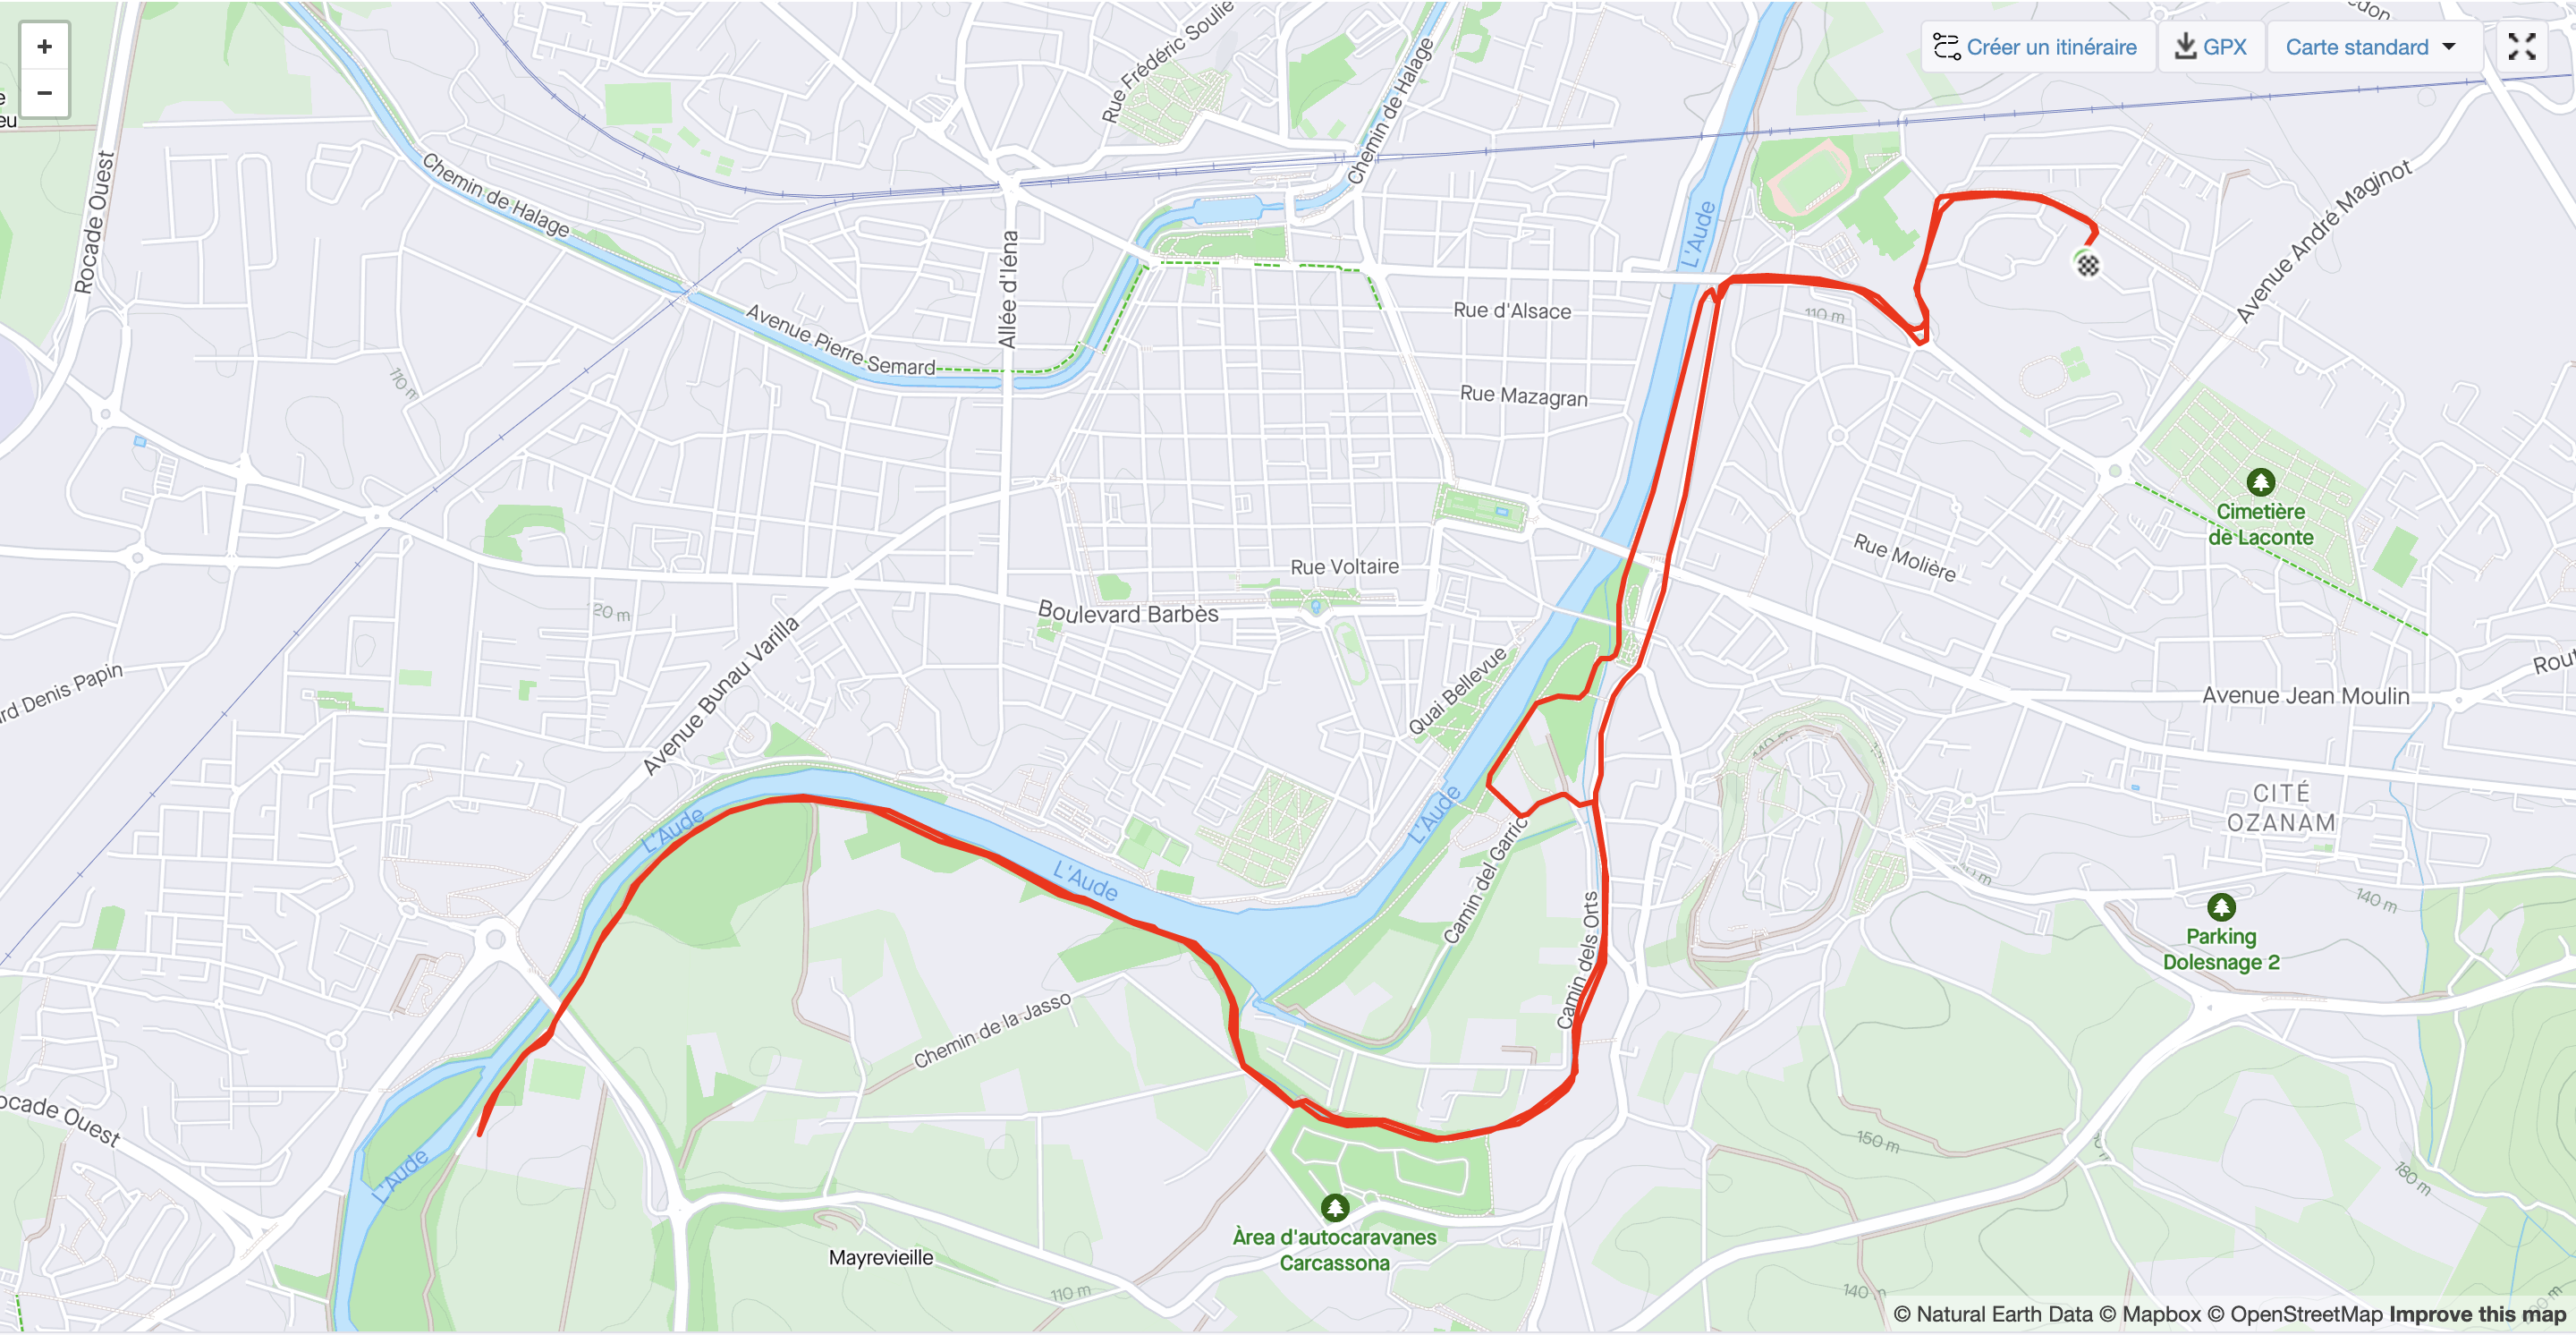 +
−
Créer un itinéraire
GPX
Carte standard
e
eu
Rocade Ouest
Chemin de Halage
Rue Frédéric Soulie
Chemin de Halage
Allée d'Iéna
Avenue Pierre Semard
110 m
L'Aude
Rue d'Alsace
Rue Mazagran
110 m
Avenue André Maginot
Cimetière
de Laconte
Rue Molière
Rue Voltaire
Boulevard Barbès
120 m
Avenue Bunau Varilla
rd Denis Papin
Quai Bellevue
Rout
Avenue Jean Moulin
L'Aude
L'Aude
L'Aude
CITÉ
OZANAM
Camin del Garric
Camin dels Orts
140 m
Parking
Dolesnage 2
Chemin de la Jasso
ocade Ouest
L'Aude
150 m
180 m
Àrea d'autocaravanes
Carcassona
Mayrevieille
110 m
140 m
© Natural Earth Data © Mapbox © OpenStreetMap Improve this map